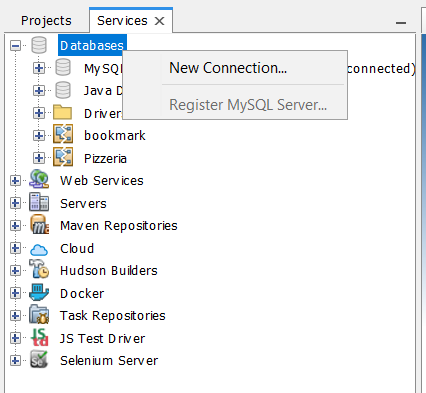 Projects
Services
Databases
New Connection...
MySQ
connected)
Java D
Register MySQL Server...
Driver
bookmark
Pizzeria
Web Services
Servers
Maven Repositories
Cloud
Hudson Builders
Docker
Task Repositories
JS Test Driver
Selenium Server